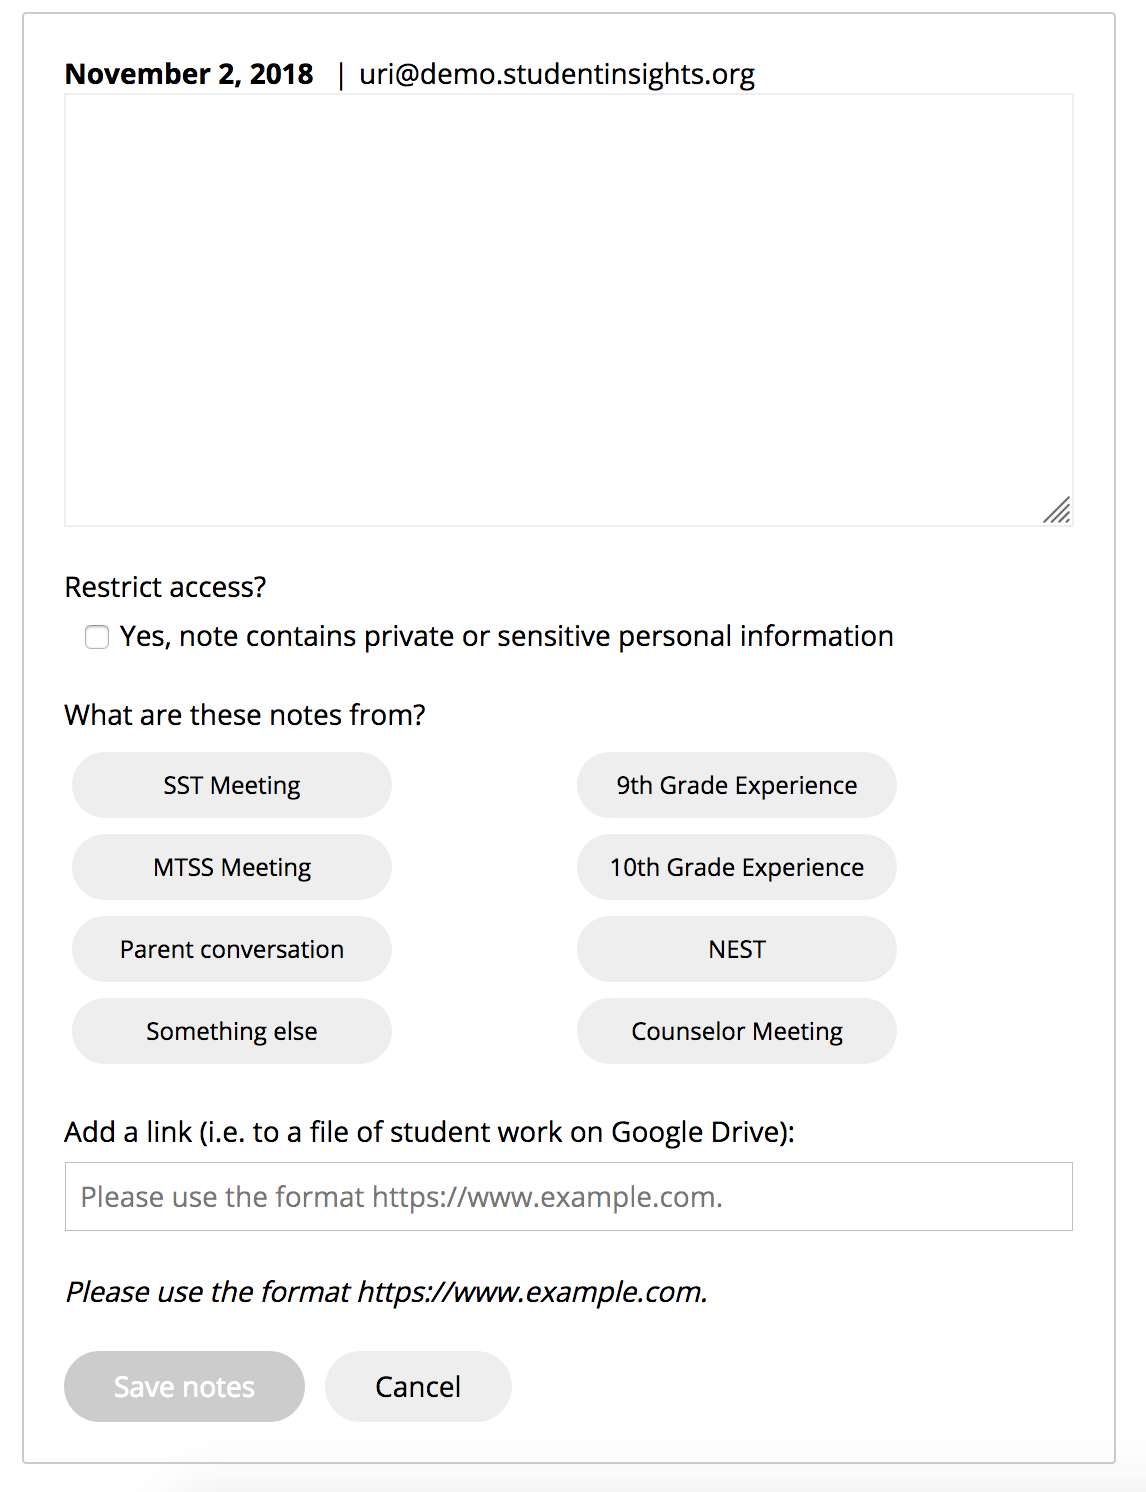 November 2, 2018 | uri@demo.studentinsights.org
Restrict access?
Yes, note contains private or sensitive personal information
What are these notes from?
SST Meeting
9th Grade Experience
MTSS Meeting
10th Grade Experience
Parent conversation
NEST
Something else
Counselor Meeting
Add a link (i.e. to a file of student work on Google Drive):
Please use the format https://www.example.com.
Please use the format https://www.example.com.
Save notes
Cancel